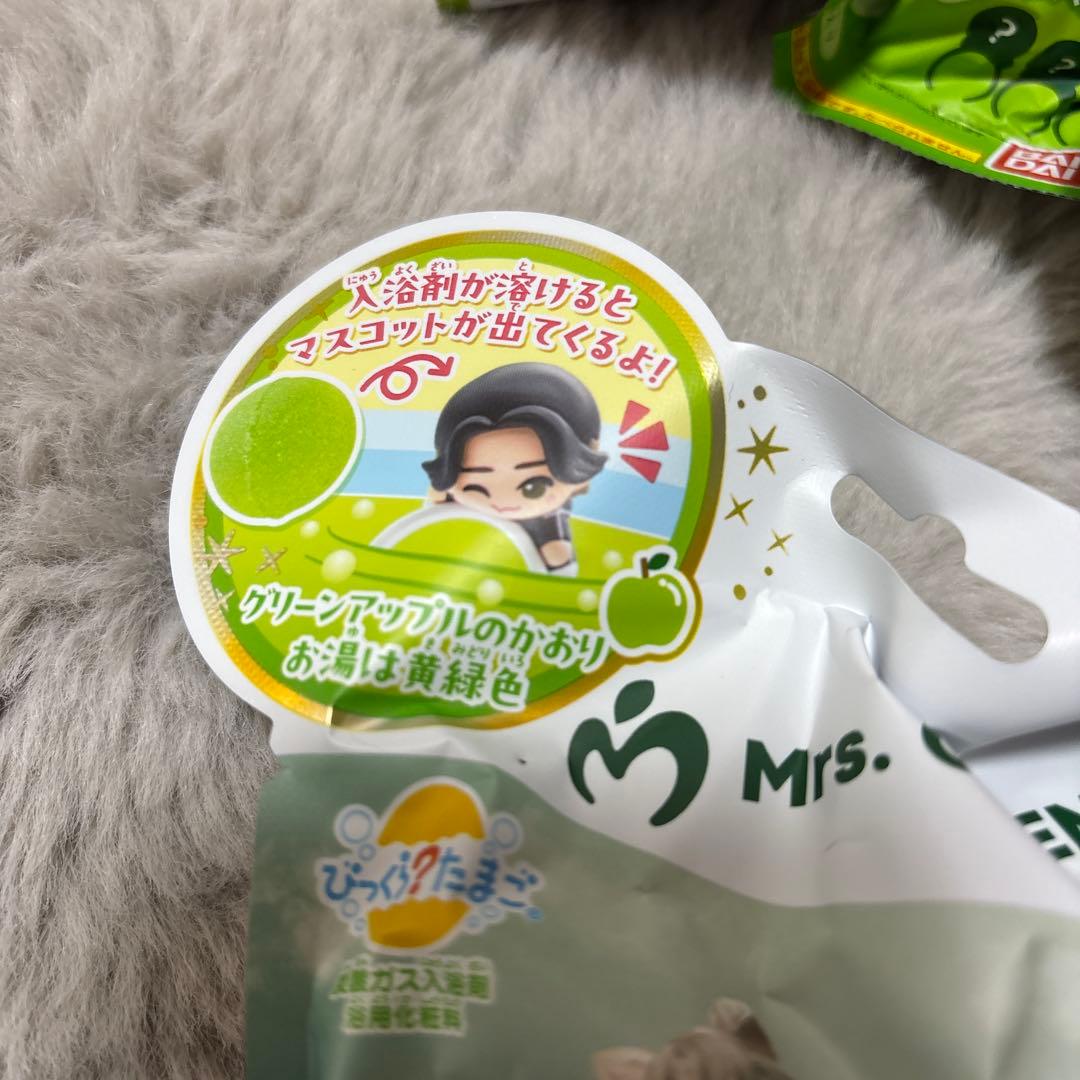 ?
?
BAN
DAI
入浴剤が溶けると
マスコットが出てくるよ!
グリーンアップルのかおり
お湯は黄緑色
Mrs.
びっくら?たまご®
炭酸ガス入浴剤
浴用化粧料